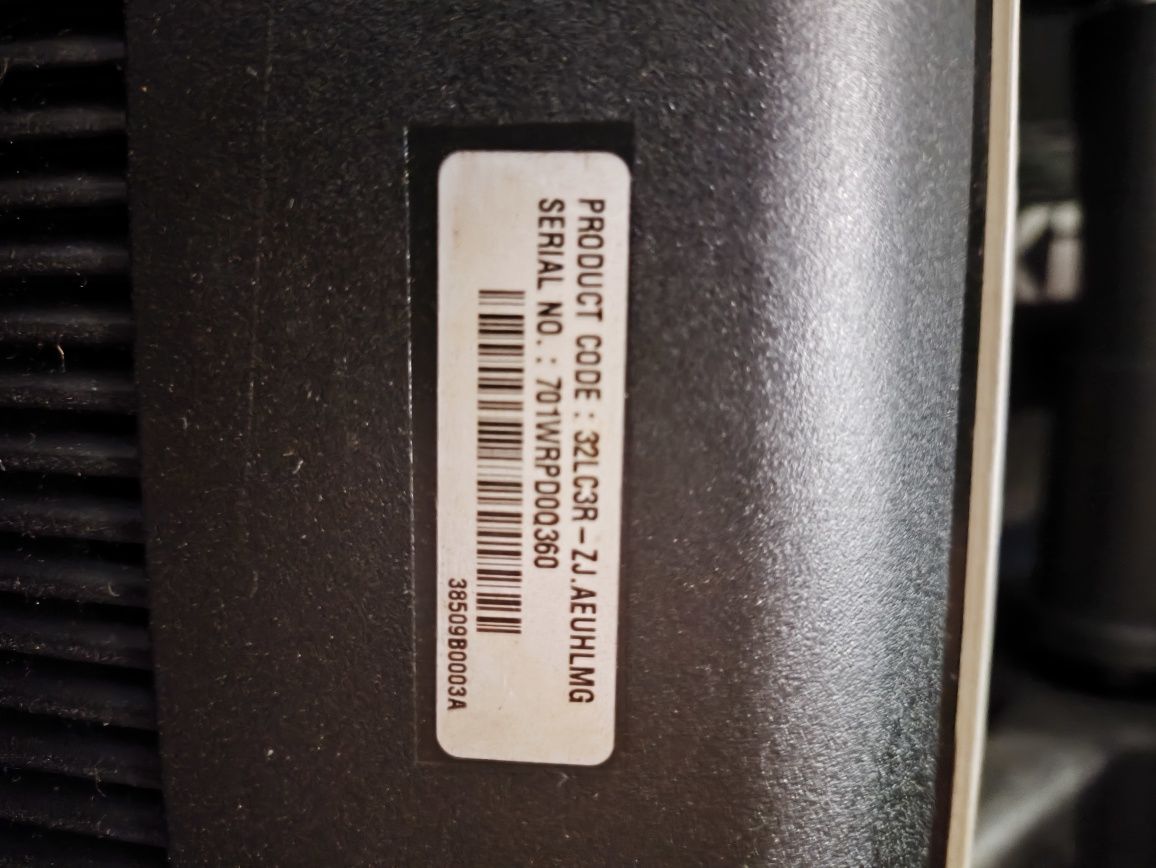 PRODUCT CODE : 32LC3R-ZJ.AEUHLMG
SERIAL NO. : 701WRPD0Q360
38509B0003A